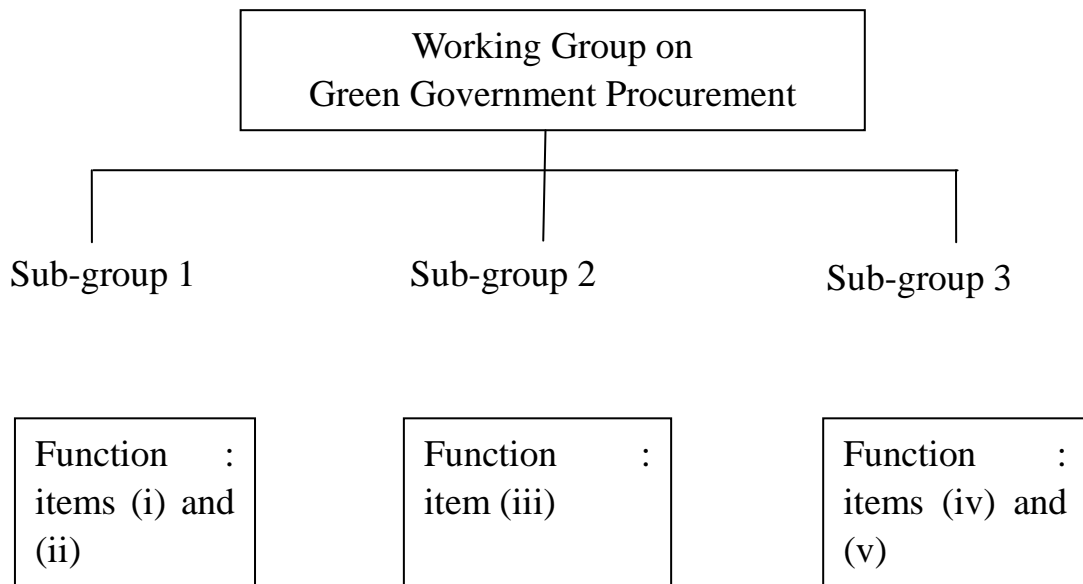 Working Group on
Green Government Procurement
Sub-group 1
Sub-group 2
Sub-group 3
Function :
items (i) and
(ii)
Function :
item (iii)
Function :
items (iv) and
(v)